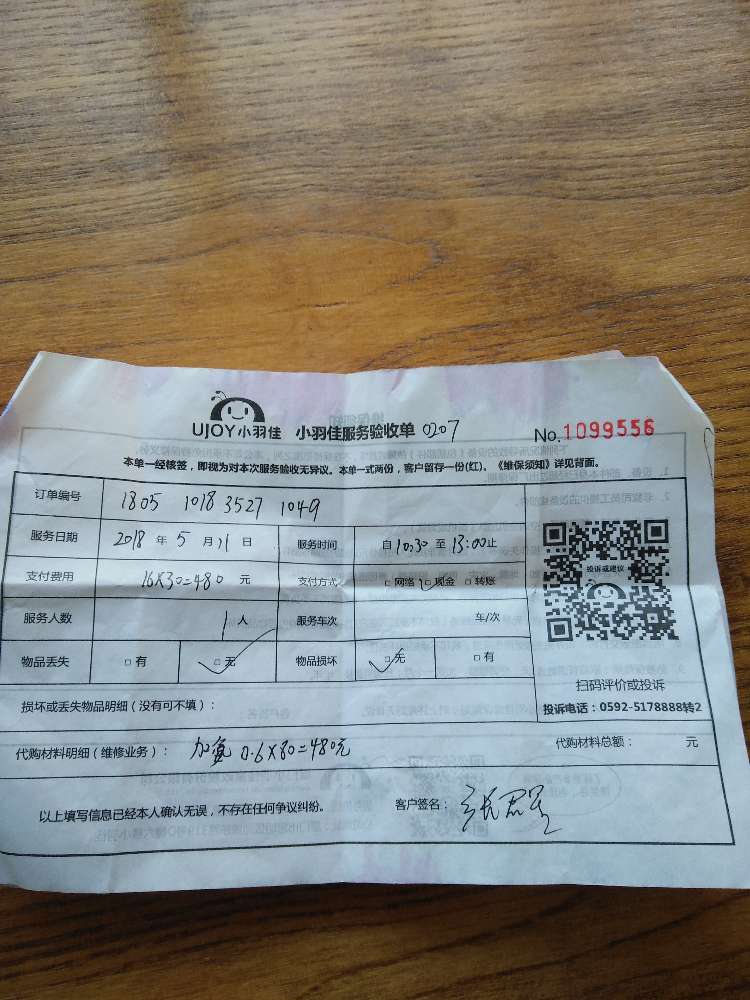 UJOY小羽佳 小羽佳服务验收单 0207
No. 1099556
本单一经核签，即视为对本次服务验收无异议。本单一式两份，客户留存一份(红)。《维保须知》详见背面。
订单编号 1805 1018 3527 1049
服务日期 2018 年 5 月 11 日 服务时间 自 10:30 至 13:00止
支付费用 16X30=480 元 支付方式 □ 网络 □ 现金 □ 转账
投诉或建议
服务人数 1 人 服务车次 车/次
物品丢失 □ 有 □ 无 物品损坏 □ 无 □ 有
扫码评价或投诉
损坏或丢失物品明细（没有可不填）：
投诉电话：0592-5178888转2
代购材料明细（维修业务）： X30=480元 代购材料总额： 元
以上填写信息已经本人确认无误，不存在任何争议纠纷。 客户签名：